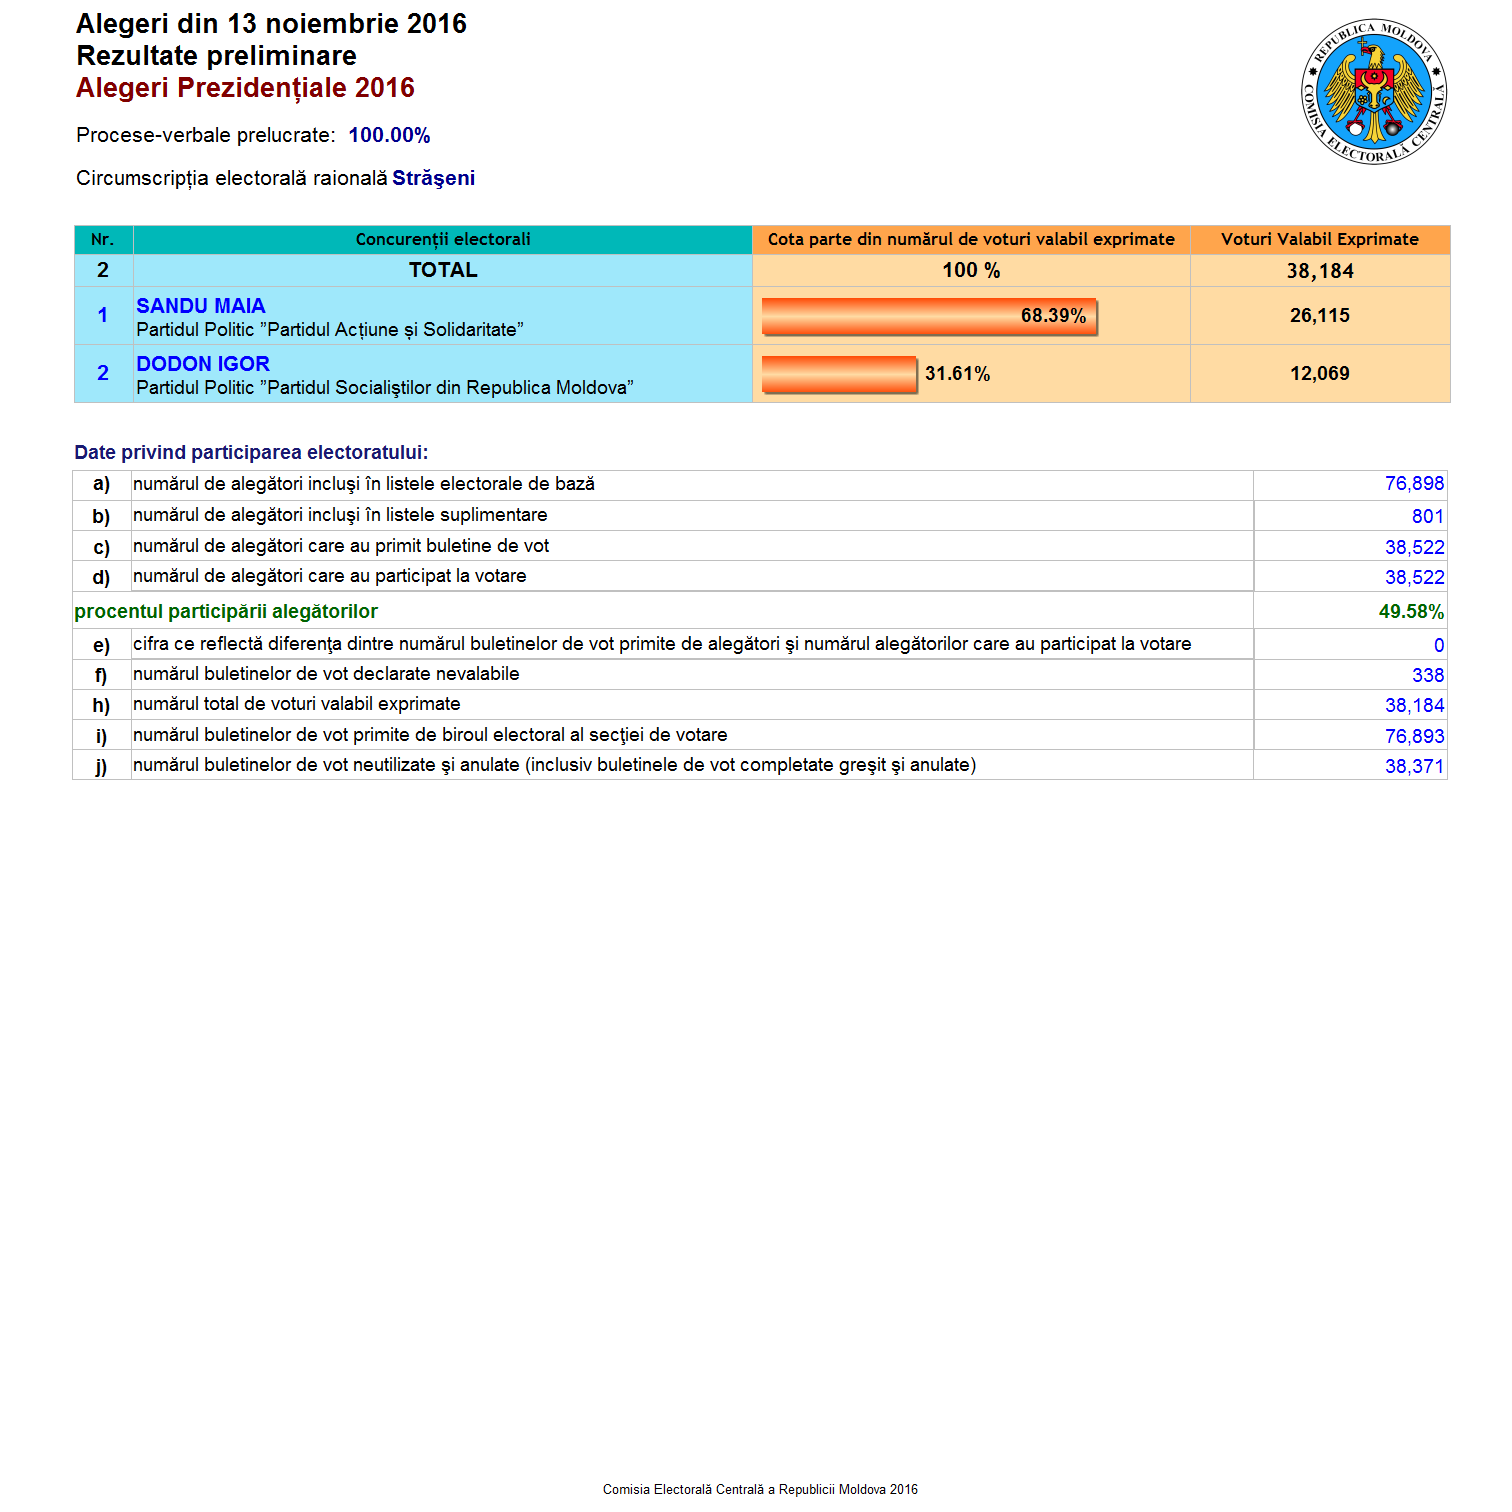 Alegeri din 13 noiembrie 2016
Rezultate preliminare
Alegeri Prezidențiale 2016
Procese-verbale prelucrate: 100.00%
Circumscripția electorală raională Străşeni
REPUBLICA MOLDOVA
COMISIA ELECTORALĂ CENTRALĂ
Nr. Concurenții electorali Cota parte din numărul de voturi valabil exprimate Voturi Valabil Exprimate
2 TOTAL 100 % 38,184
1 SANDU MAIA 68.39% 26,115
Partidul Politic ”Partidul Acțiune și Solidaritate”
2 DODON IGOR 31.61% 12,069
Partidul Politic ”Partidul Socialiştilor din Republica Moldova”
Date privind participarea electoratului:
a) numărul de alegători incluşi în listele electorale de bază 76,898
b) numărul de alegători incluşi în listele suplimentare 801
c) numărul de alegători care au primit buletine de vot 38,522
d) numărul de alegători care au participat la votare 38,522
procentul participării alegătorilor 49.58%
e) cifra ce reflectă diferenţa dintre numărul buletinelor de vot primite de alegători şi numărul alegătorilor care au participat la votare 0
f) numărul buletinelor de vot declarate nevalabile 338
h) numărul total de voturi valabil exprimate 38,184
i) numărul buletinelor de vot primite de biroul electoral al secţiei de votare 76,893
j) numărul buletinelor de vot neutilizate şi anulate (inclusiv buletinele de vot completate greşit şi anulate) 38,371
Comisia Electorală Centrală a Republicii Moldova 2016